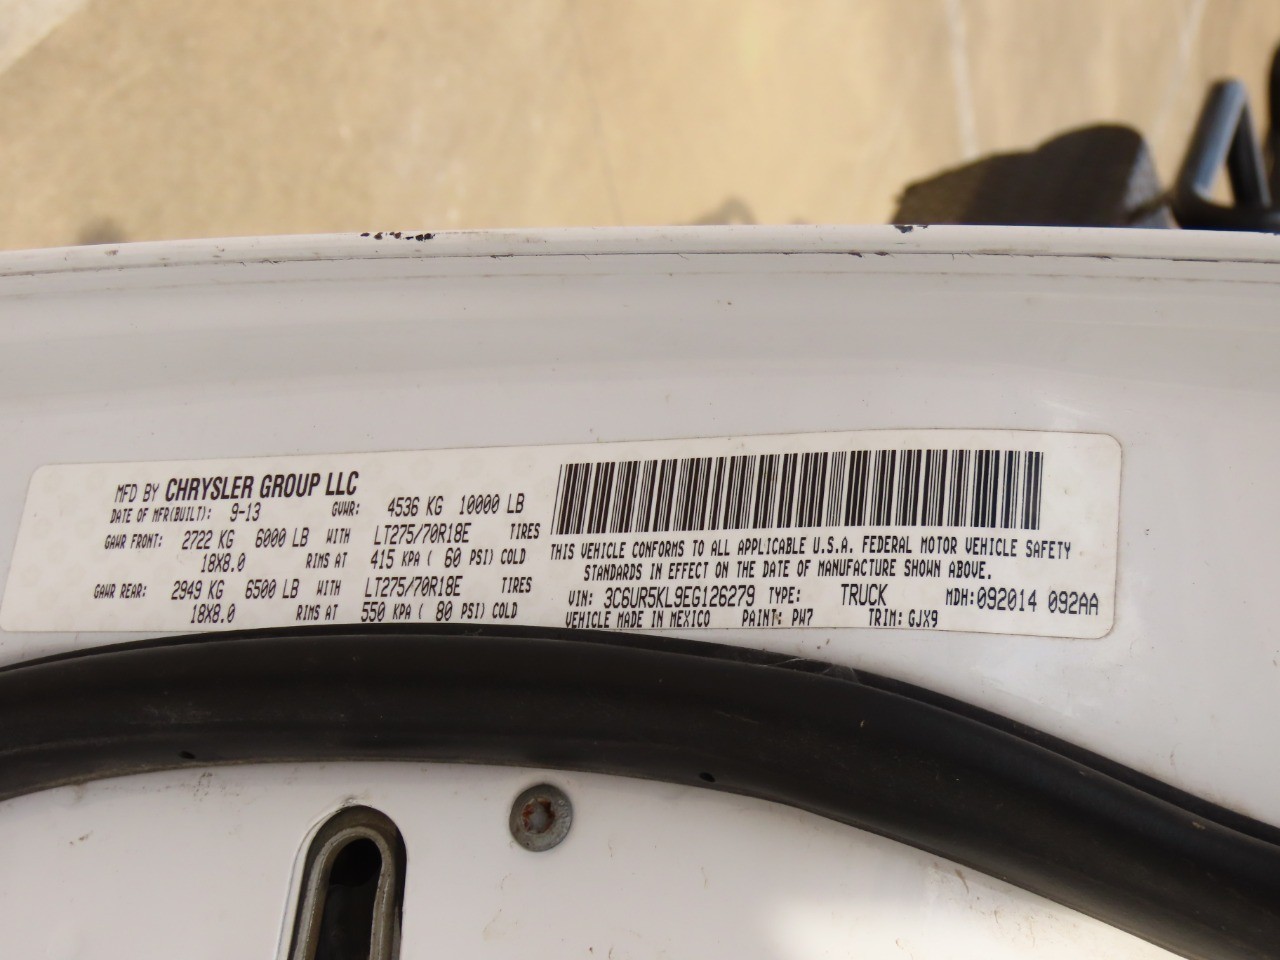 MFD BY CHRYSLER GROUP LLC
DATE OF MFR(BUILT): 9-13 GVWR: 4536 KG 10000 LB
GAWR FRONT: 2722 KG 6000 LB WITH LT275/70R18E TIRES
18X8.0 RIMS AT 415 KPA ( 60 PSI) COLD
GAWR REAR: 2949 KG 6500 LB WITH LT275/70R18E TIRES
18X8.0 RIMS AT 550 KPA ( 80 PSI) COLD
THIS VEHICLE CONFORMS TO ALL APPLICABLE U.S.A. FEDERAL MOTOR VEHICLE SAFETY
STANDARDS IN EFFECT ON THE DATE OF MANUFACTURE SHOWN ABOVE.
VIN: 3C6UR5KL9EG126279 TYPE: TRUCK MDH:092014 092AA
VEHICLE MADE IN MEXICO PAINT: PW7 TRIM: GJX9